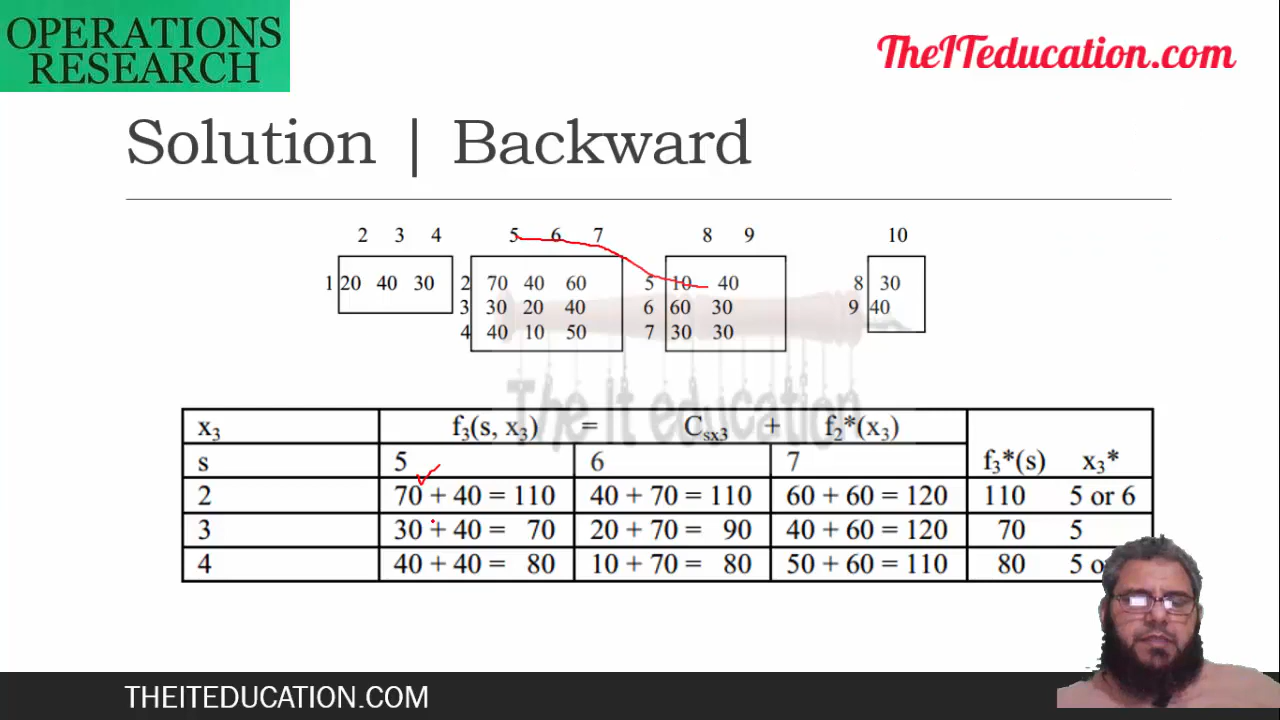 OPERATIONS
RESEARCH
TheITeducation.com
Solution | Backward
2 3 4 5 6 7 8 9 10
1 20 40 30 2 70 40 60 5 10 40 8 30
3 30 20 40 6 60 30 9 40
4 40 10 50 7 30 30
The It education
x3 f3(s, x3) = Csx3 + f2*(x3)
s 5 6 7 f3*(s) x3*
2 70 + 40 = 110 40 + 70 = 110 60 + 60 = 120 110 5 or 6
3 30 + 40 = 70 20 + 70 = 90 40 + 60 = 120 70 5
4 40 + 40 = 80 10 + 70 = 80 50 + 60 = 110 80 5
THEITEDUCATION.COM